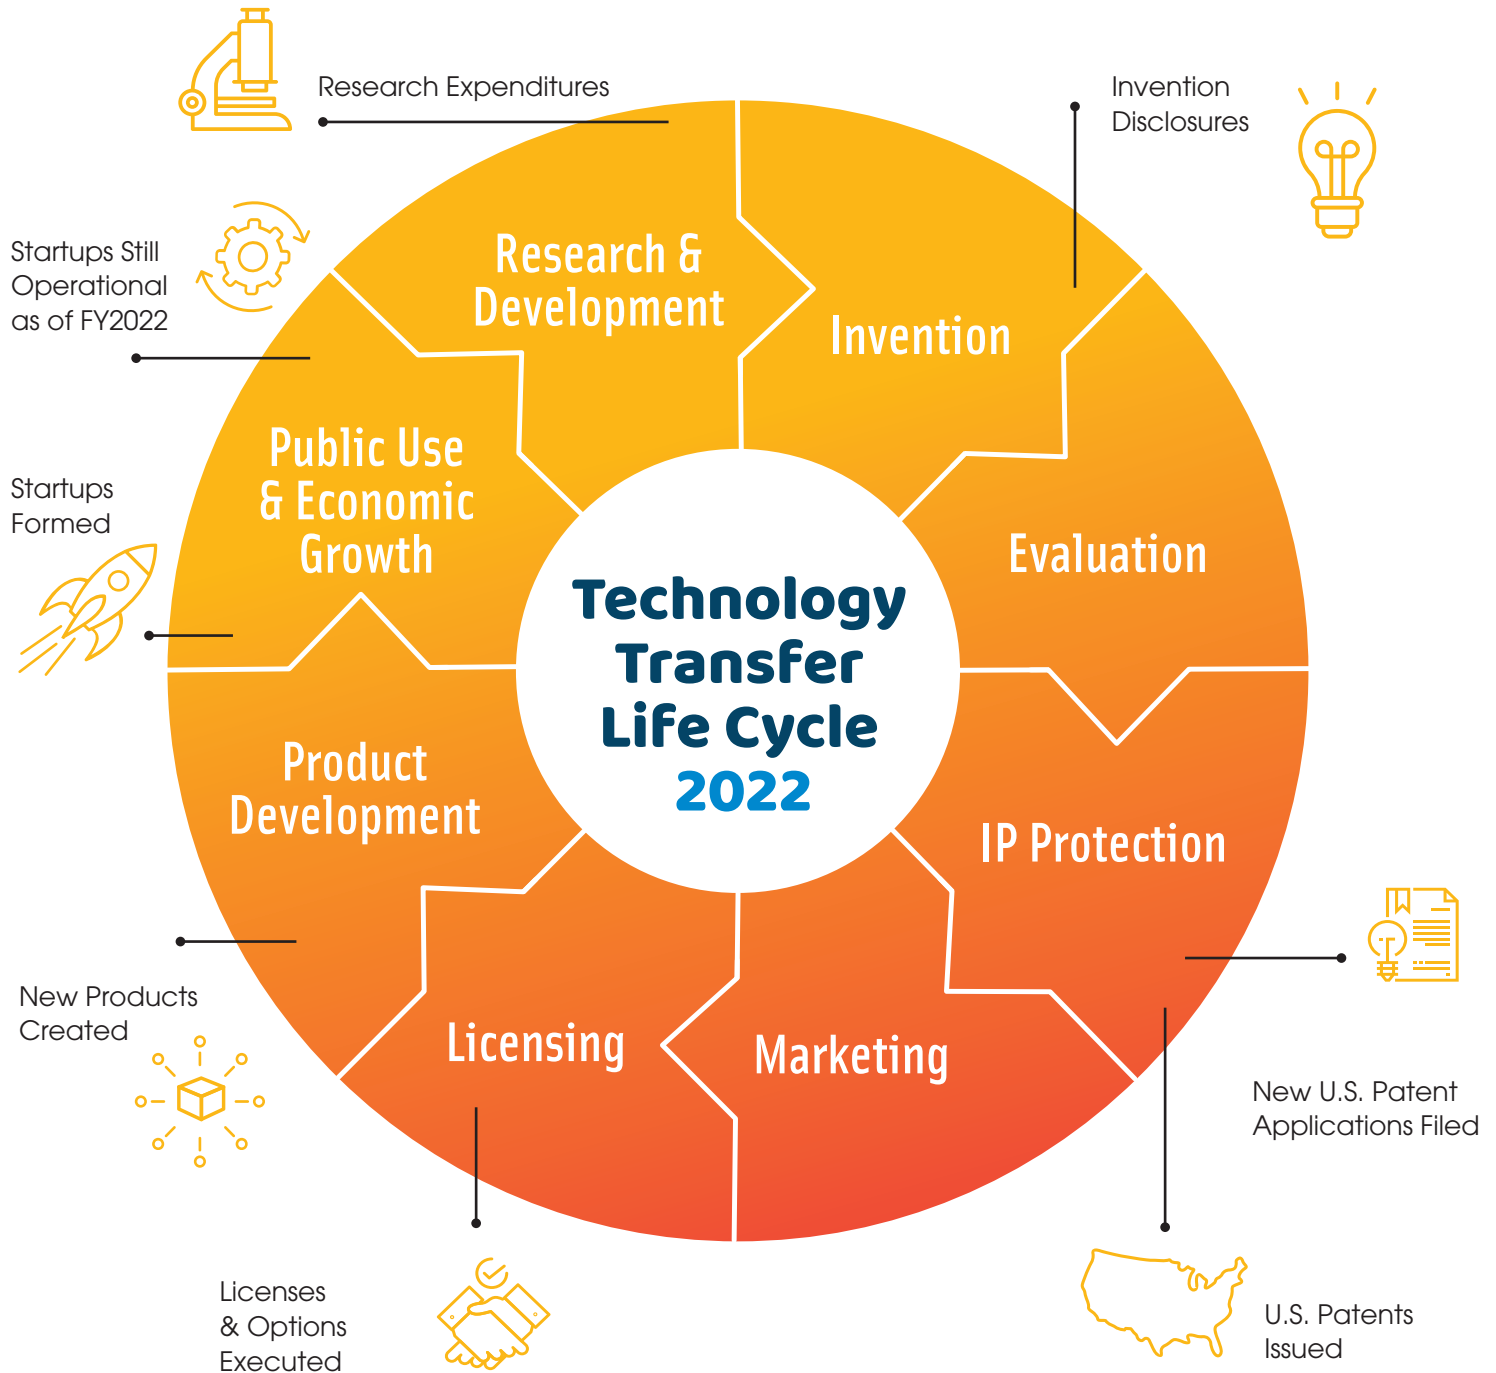 Research Expenditures
Invention
Disclosures
Startups Still
Operational
as of FY2022
Startups
Formed
Research &
Development
Invention
Public Use
& Economic
Growth
Evaluation
Technology
Transfer
Life Cycle
2022
Product
Development
IP Protection
Licensing
Marketing
New Products
Created
New U.S. Patent
Applications Filed
Licenses
& Options
Executed
U.S. Patents
Issued